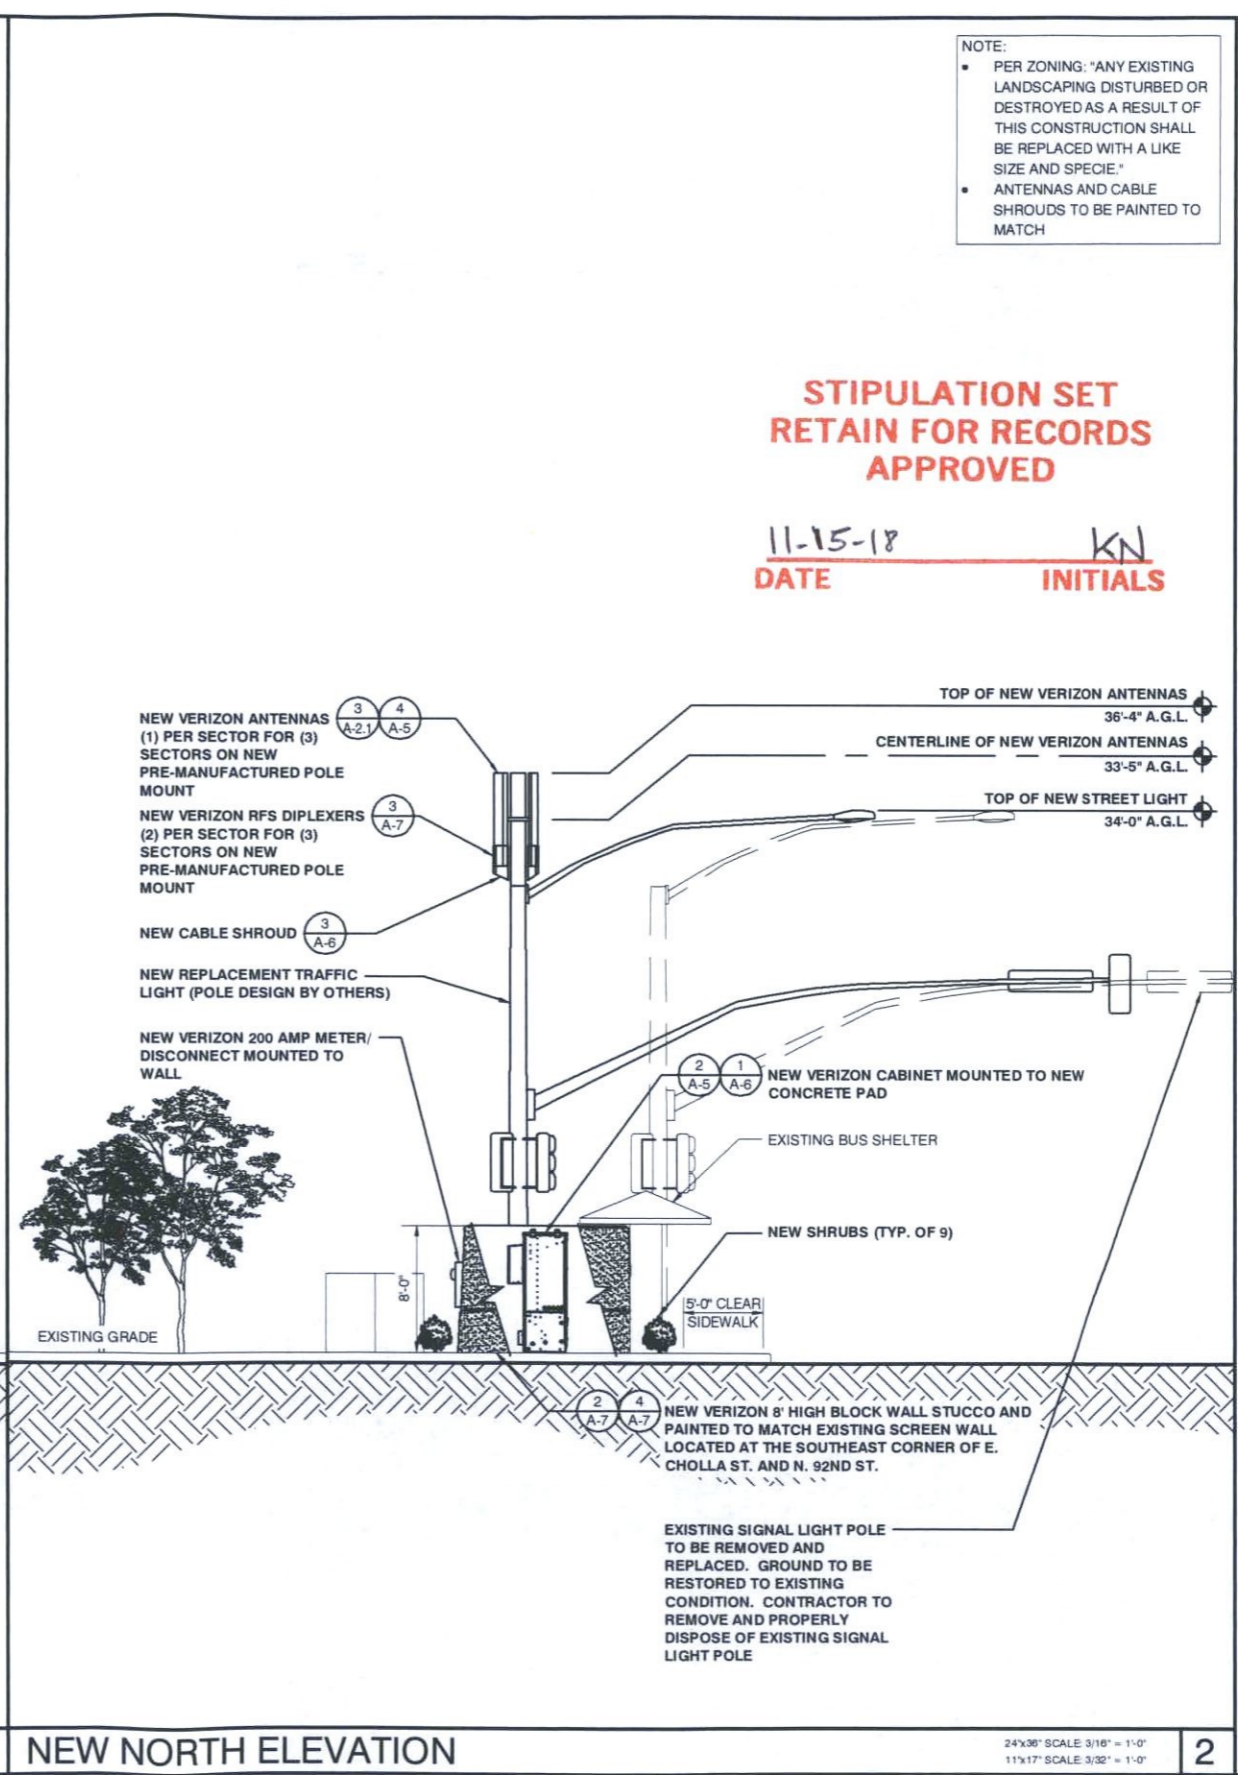 NOTE:
• PER ZONING: "ANY EXISTING
LANDSCAPING DISTURBED OR
DESTROYED AS A RESULT OF
THIS CONSTRUCTION SHALL
BE REPLACED WITH A LIKE
SIZE AND SPECIE."
• ANTENNAS AND CABLE
SHROUDS TO BE PAINTED TO
MATCH
STIPULATION SET
RETAIN FOR RECORDS
APPROVED
11-15-18 KN
DATE INITIALS
NEW VERIZON ANTENNAS
(1) PER SECTOR FOR (3)
SECTORS ON NEW
PRE-MANUFACTURED POLE
MOUNT
3
A-2.1
4
A-5
TOP OF NEW VERIZON ANTENNAS
36'-4" A.G.L.
CENTERLINE OF NEW VERIZON ANTENNAS
33'-5" A.G.L.
TOP OF NEW STREET LIGHT
34'-0" A.G.L.
NEW VERIZON RFS DIPLEXERS
(2) PER SECTOR FOR (3)
SECTORS ON NEW
PRE-MANUFACTURED POLE
MOUNT
3
A-7
NEW CABLE SHROUD
3
A-6
NEW REPLACEMENT TRAFFIC
LIGHT (POLE DESIGN BY OTHERS)
NEW VERIZON 200 AMP METER/
DISCONNECT MOUNTED TO
WALL
2
A-5
1
A-6
NEW VERIZON CABINET MOUNTED TO NEW
CONCRETE PAD
EXISTING BUS SHELTER
NEW SHRUBS (TYP. OF 9)
8'-0"
5'-0" CLEAR
SIDEWALK
EXISTING GRADE
2
A-7
4
A-7
NEW VERIZON 8' HIGH BLOCK WALL STUCCO AND
PAINTED TO MATCH EXISTING SCREEN WALL
LOCATED AT THE SOUTHEAST CORNER OF E.
CHOLLA ST. AND N. 92ND ST.
EXISTING SIGNAL LIGHT POLE
TO BE REMOVED AND
REPLACED. GROUND TO BE
RESTORED TO EXISTING
CONDITION. CONTRACTOR TO
REMOVE AND PROPERLY
DISPOSE OF EXISTING SIGNAL
LIGHT POLE
NEW NORTH ELEVATION
24"x36" SCALE: 3/16" = 1'-0"
11"x17" SCALE: 3/32" = 1'-0"
2